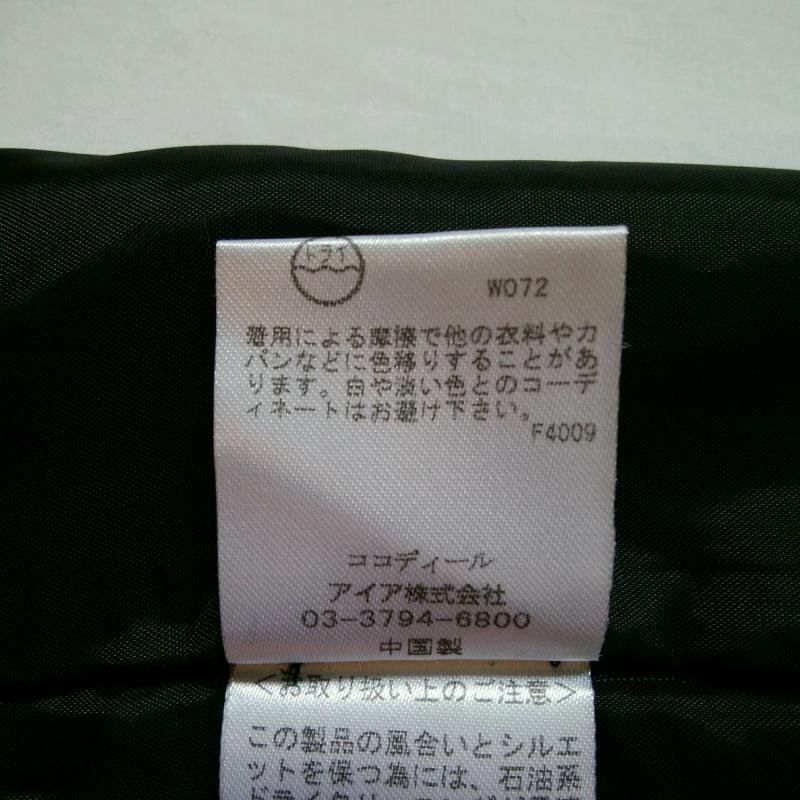 ドライ
W072
着用による摩擦で他の衣料やカ
バンなどに色移りすることがあ
ります。白や淡い色とのコーデ
ィネートはお避け下さい。
F4009
ココディール
アイア株式会社
03-3794-6800
中国製
<お取り扱い上のご注意>
この製品の風合いとシルエ
ットを保つ為には、石油系